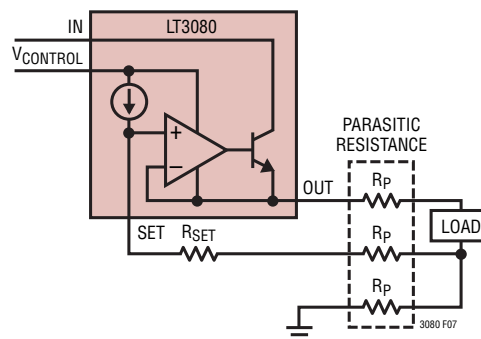 IN
LT3080
VCONTROL
+
–
PARASITIC
RESISTANCE
OUT
RP
LOAD
SET
RSET
RP
RP
3080 F07